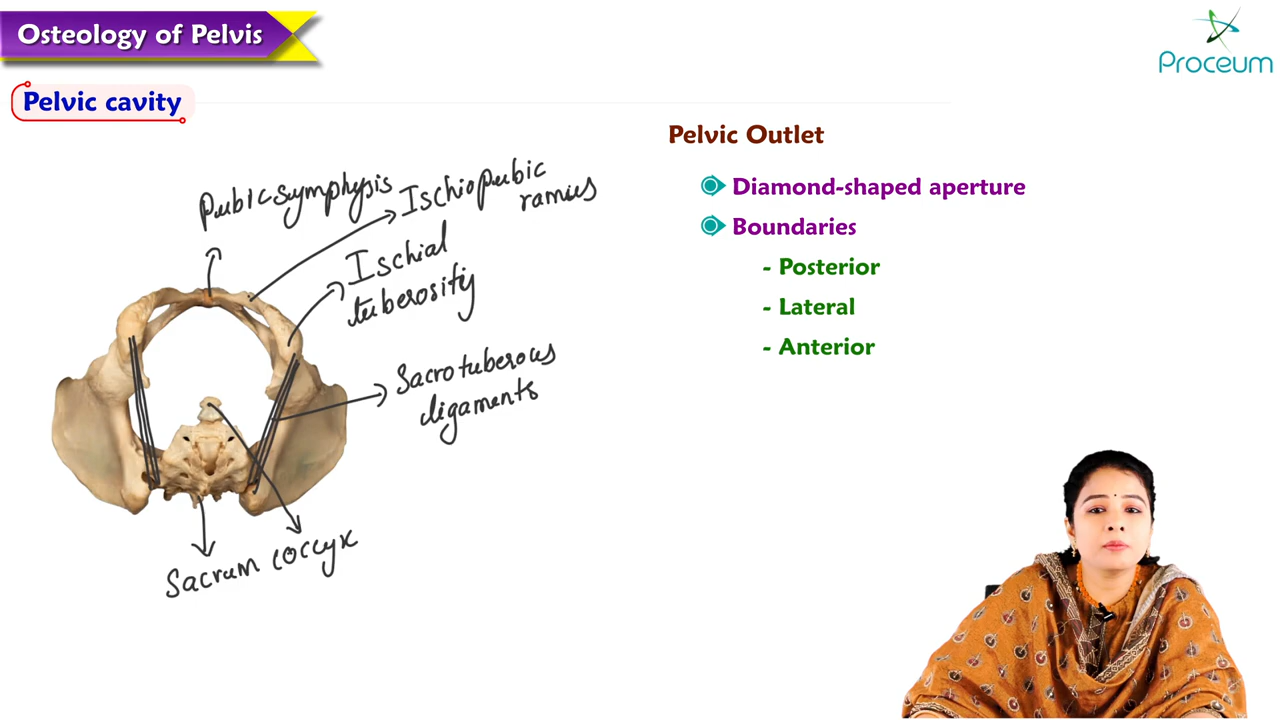 Osteology of Pelvis
Proceum
Pelvic cavity
Pelvic Outlet
Diamond-shaped aperture
Boundaries
- Posterior
- Lateral
- Anterior
Pubic symphysis
Ischiopubic
ramus
Ischial
tuberosity
Sacrotuberous
ligaments
Sacrum
coccyx